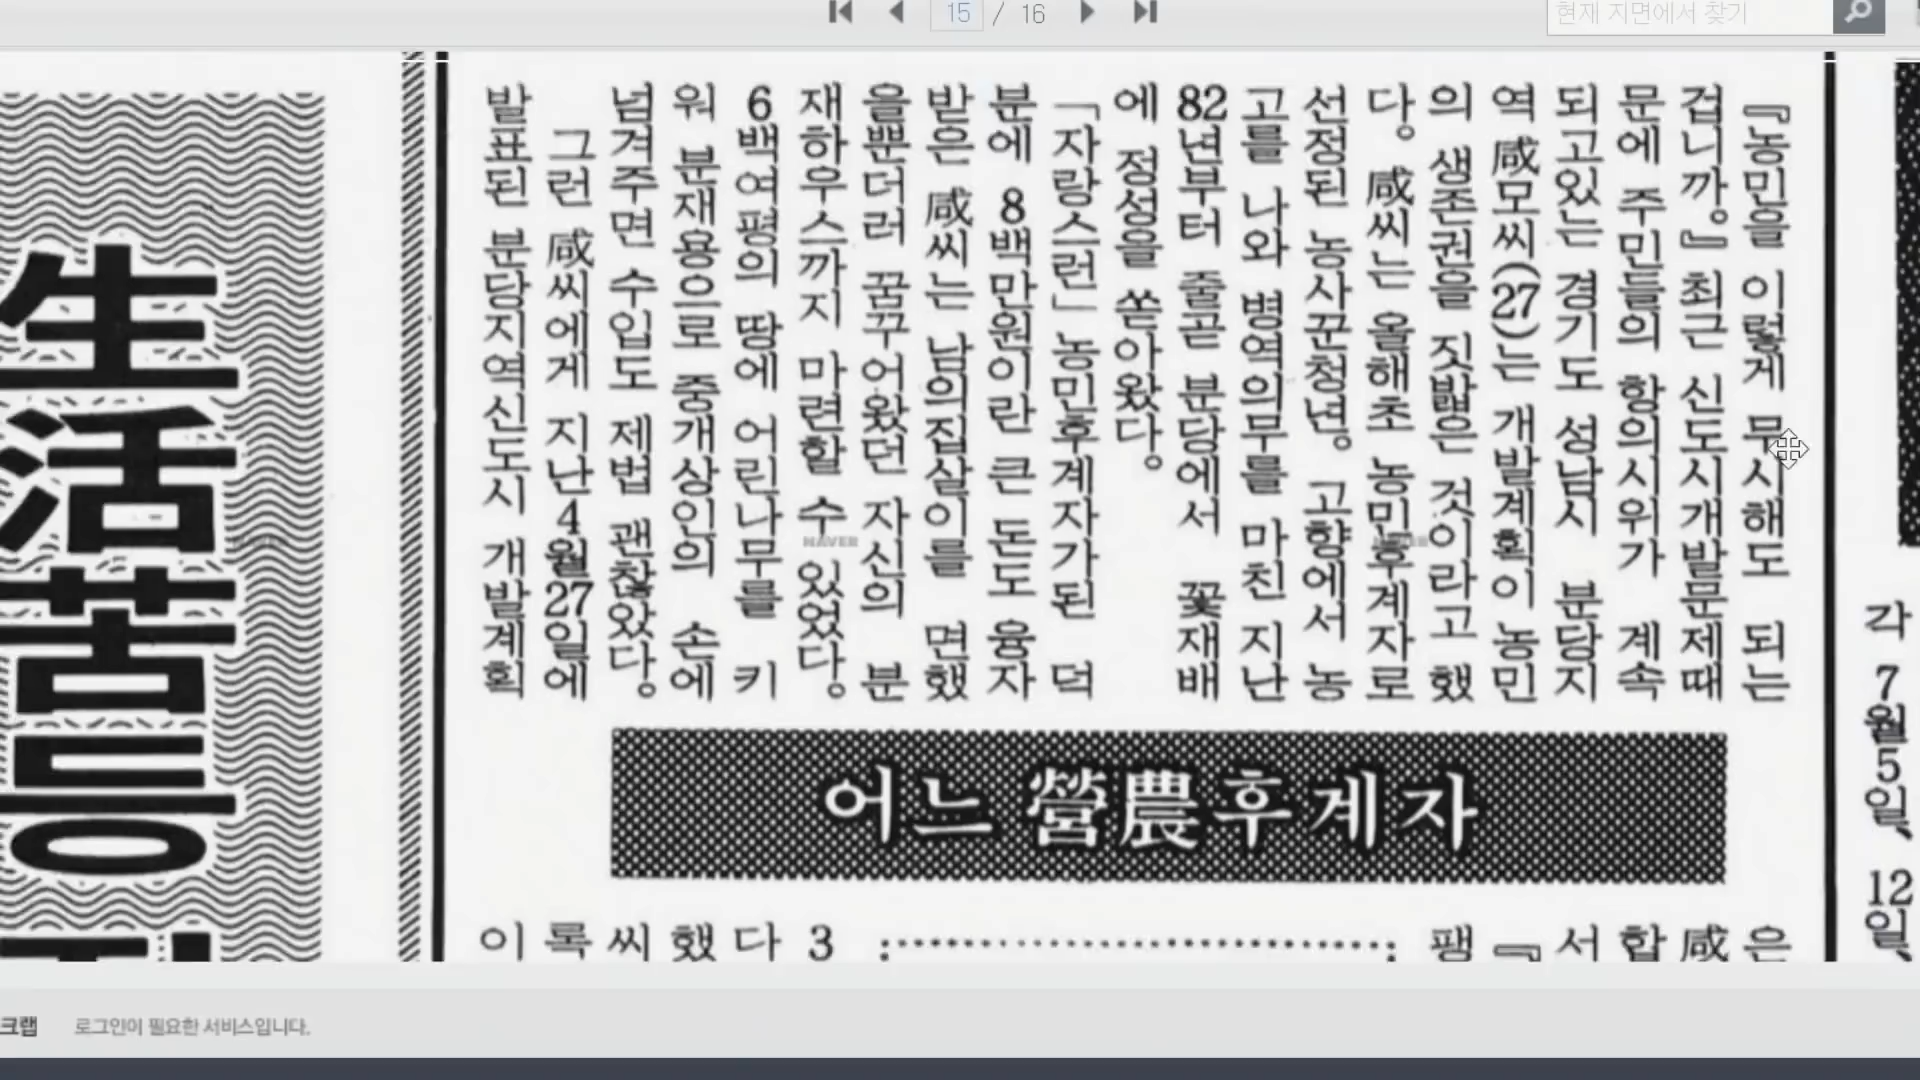 15 / 16
현재 지면에서 찾기
『농민을 이렇게 무시해도 되는
겁니까。』 최근 신도시개발문제때
문에 주민들의 항의시위가 계속
되고있는 경기도 성남시 분당지
역 咸모씨(27)는 개발계획이 농민
의 생존권을 짓밟은 것이라고 했
다。 咸씨는 올해초 농민후계자로
선정된 농사꾼청년。 고향에서 농
고를 나와 병역의무를 마친 지난
82년부터 줄곧 분당에서 꽃재배
에 정성을 쏟아왔다。
「자랑스런」 농민후계자가된 덕
분에 8백만원이란 큰 돈도 융자
받은 咸씨는 남의집살이를 면했
을뿐더러 꿈꾸어왔던 자신의 분
재하우스까지 마련할 수 있었다。
6백여평의 땅에 어린나무를 키
워 분재용으로 중개상인의 손에
넘겨주면 수입도 제법 괜찮았다。
그런 咸씨에게 지난 4월27일에
발표된 분당지역신도시 개발계획
어느 營農후계자
은
咸
합
서
『
팽
3
다
했
씨
록
이
각 7월5일、 12일、
生活苦등
NAVER
NAVER
크랩
로그인이 필요한 서비스입니다.